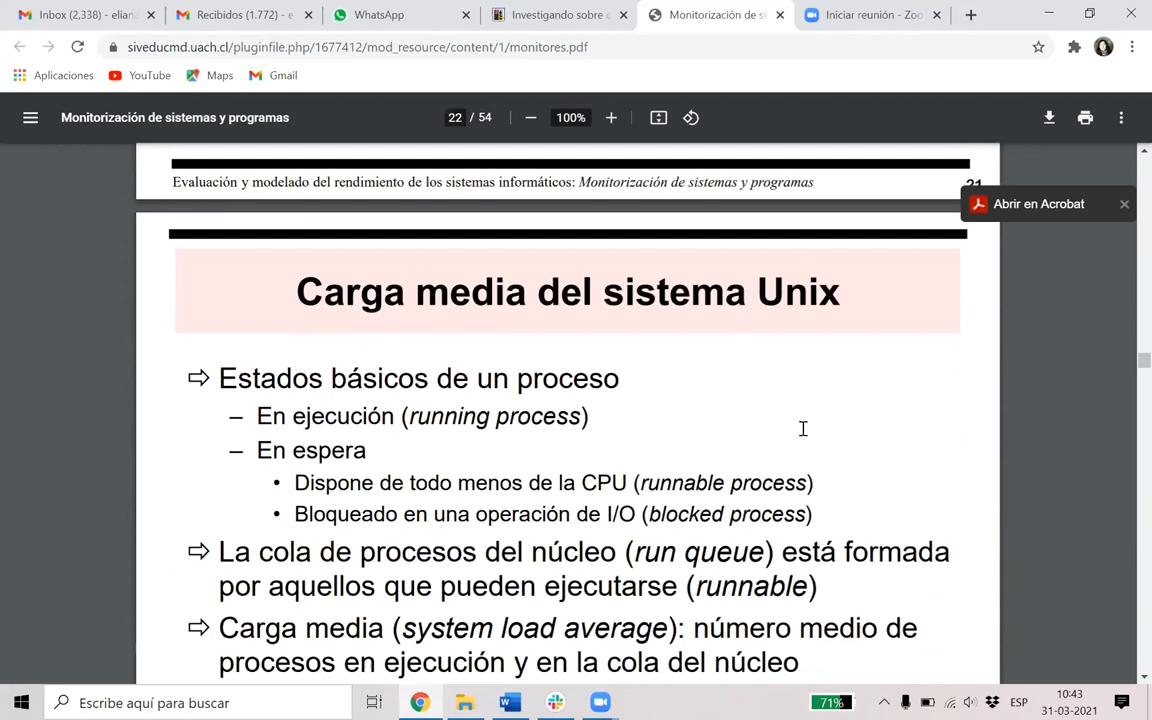 Inbox (2,338) - elian
Recibidos (1.772) - e
WhatsApp
Investigando sobre
Monitorización de si
Iniciar reunión - Zoo
siveducmd.uach.cl/pluginfile.php/1677412/mod_resource/content/1/monitores.pdf
Aplicaciones
YouTube
Maps
Gmail
Monitorización de sistemas y programas
22 / 54
100%
Evaluación y modelado del rendimiento de los sistemas informáticos: Monitorización de sistemas y programas
21
Abrir en Acrobat
Carga media del sistema Unix
Estados básicos de un proceso
– En ejecución (running process)
– En espera
• Dispone de todo menos de la CPU (runnable process)
• Bloqueado en una operación de I/O (blocked process)
La cola de procesos del núcleo (run queue) está formada
por aquellos que pueden ejecutarse (runnable)
Carga media (system load average): número medio de
procesos en ejecución y en la cola del núcleo
Escribe aquí para buscar
71%
ESP
10:43
31-03-2021